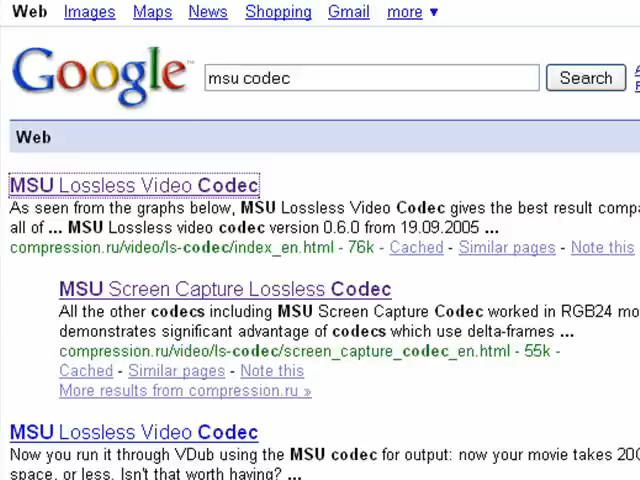 Web Images Maps News Shopping Gmail more ▼
Google™ msu codec Search
Web
MSU Lossless Video Codec
As seen from the graphs below, MSU Lossless Video Codec gives the best result
all of ... MSU Lossless video codec version 0.6.0 from 19.09.2005 ...
compression.ru/video/ls-codec/index_en.html - 76k - Cached - Similar pages - Note this
MSU Screen Capture Lossless Codec
All the other codecs including MSU Screen Capture Codec worked in RGB24
demonstrates significant advantage of codecs which use delta-frames ...
compression.ru/video/ls-codec/screen_capture_codec_en.html - 55k -
Cached - Similar pages - Note this
More results from compression.ru »
MSU Lossless Video Codec
Now you run it through VDub using the MSU codec for output: now your movie takes
space, or less. Isn't that worth having? ...